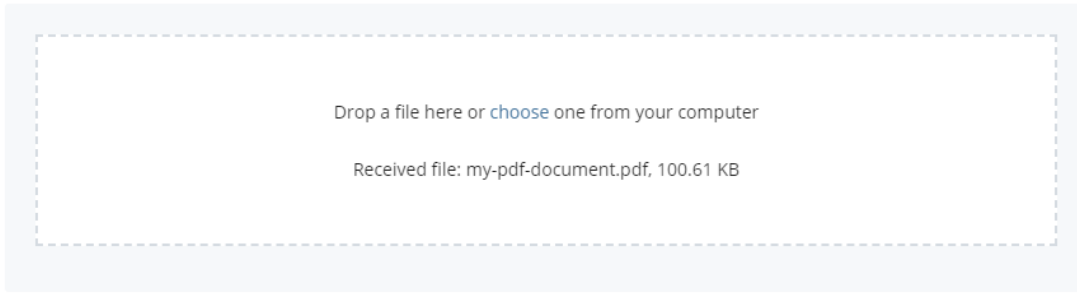 Drop a file here or choose one from your computer
Received file: my-pdf-document.pdf, 100.61 KB